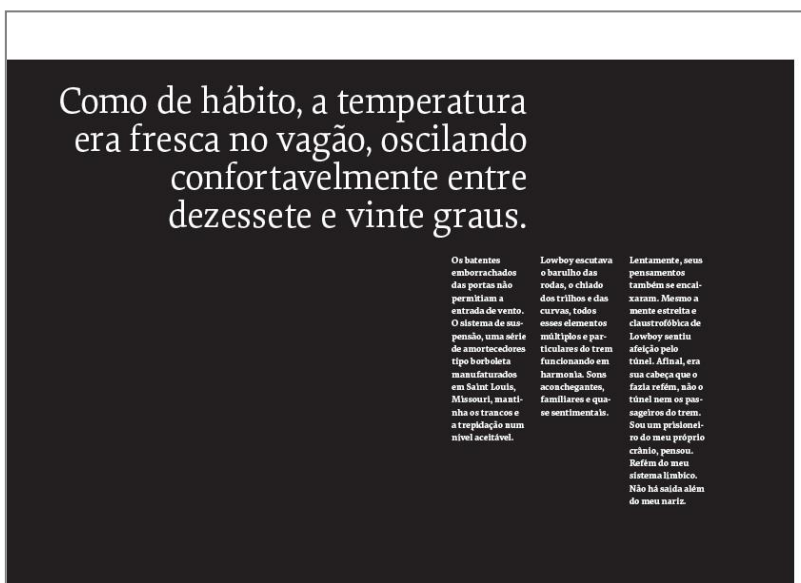 Como de hábito, a temperatura
era fresca no vagão, oscilando
confortavelmente entre
dezessete e vinte graus.
Os batentes
emborrachados
das portas não
permitiam a
entrada de vento.
O sistema de sus-
pensão, uma série
de amortecedores
tipo borboleta
manufaturados
em Saint Louis,
Missouri, manti-
nha os trancos e
a trepidação num
nível aceitável.
Lowboy escutava
o barulho das
rodas, o chiado
dos trilhos e das
curvas, todos
esses elementos
múltiplos e par-
ticulares do trem
funcionando em
harmonia. Sons
aconchegantes,
familiares e qua-
se sentimentais.
Lentamente, seus
pensamentos
também se encai-
xaram. Mesmo a
mente estreita e
claustrofóbica de
Lowboy sentiu
afeição pelo
túnel. Afinal, era
sua cabeça que o
fazia refém, não o
túnel nem os pas-
sageiros do trem.
Sou um prisionei-
ro do meu próprio
crânio, pensou.
Refém do meu
sistema límbico.
Não há saída além
do meu nariz.